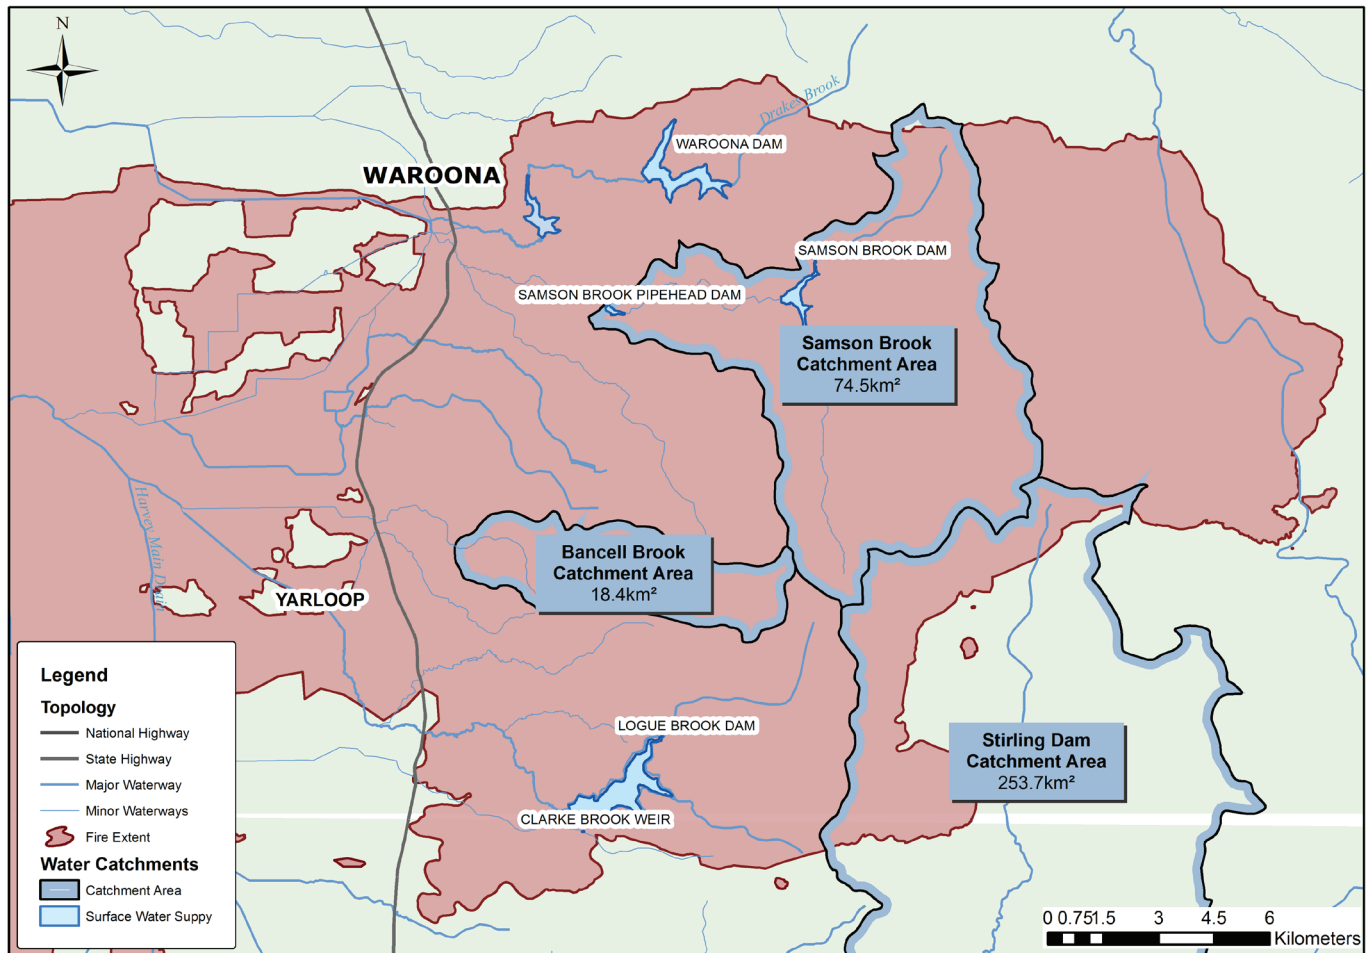 N
Drakes Brook
WAROONA DAM
WAROONA
SAMSON BROOK DAM
SAMSON BROOK PIPEHEAD DAM
Samson Brook
Catchment Area
74.5km²
Harvey Main Drain
Bancell Brook
Catchment Area
18.4km²
YARLOOP
LOGUE BROOK DAM
Stirling Dam
Catchment Area
253.7km²
CLARKE BROOK WEIR
Legend
Topology
National Highway
State Highway
Major Waterway
Minor Waterways
Fire Extent
Water Catchments
Catchment Area
Surface Water Suppy
0 0.751.5 3 4.5 6
Kilometers